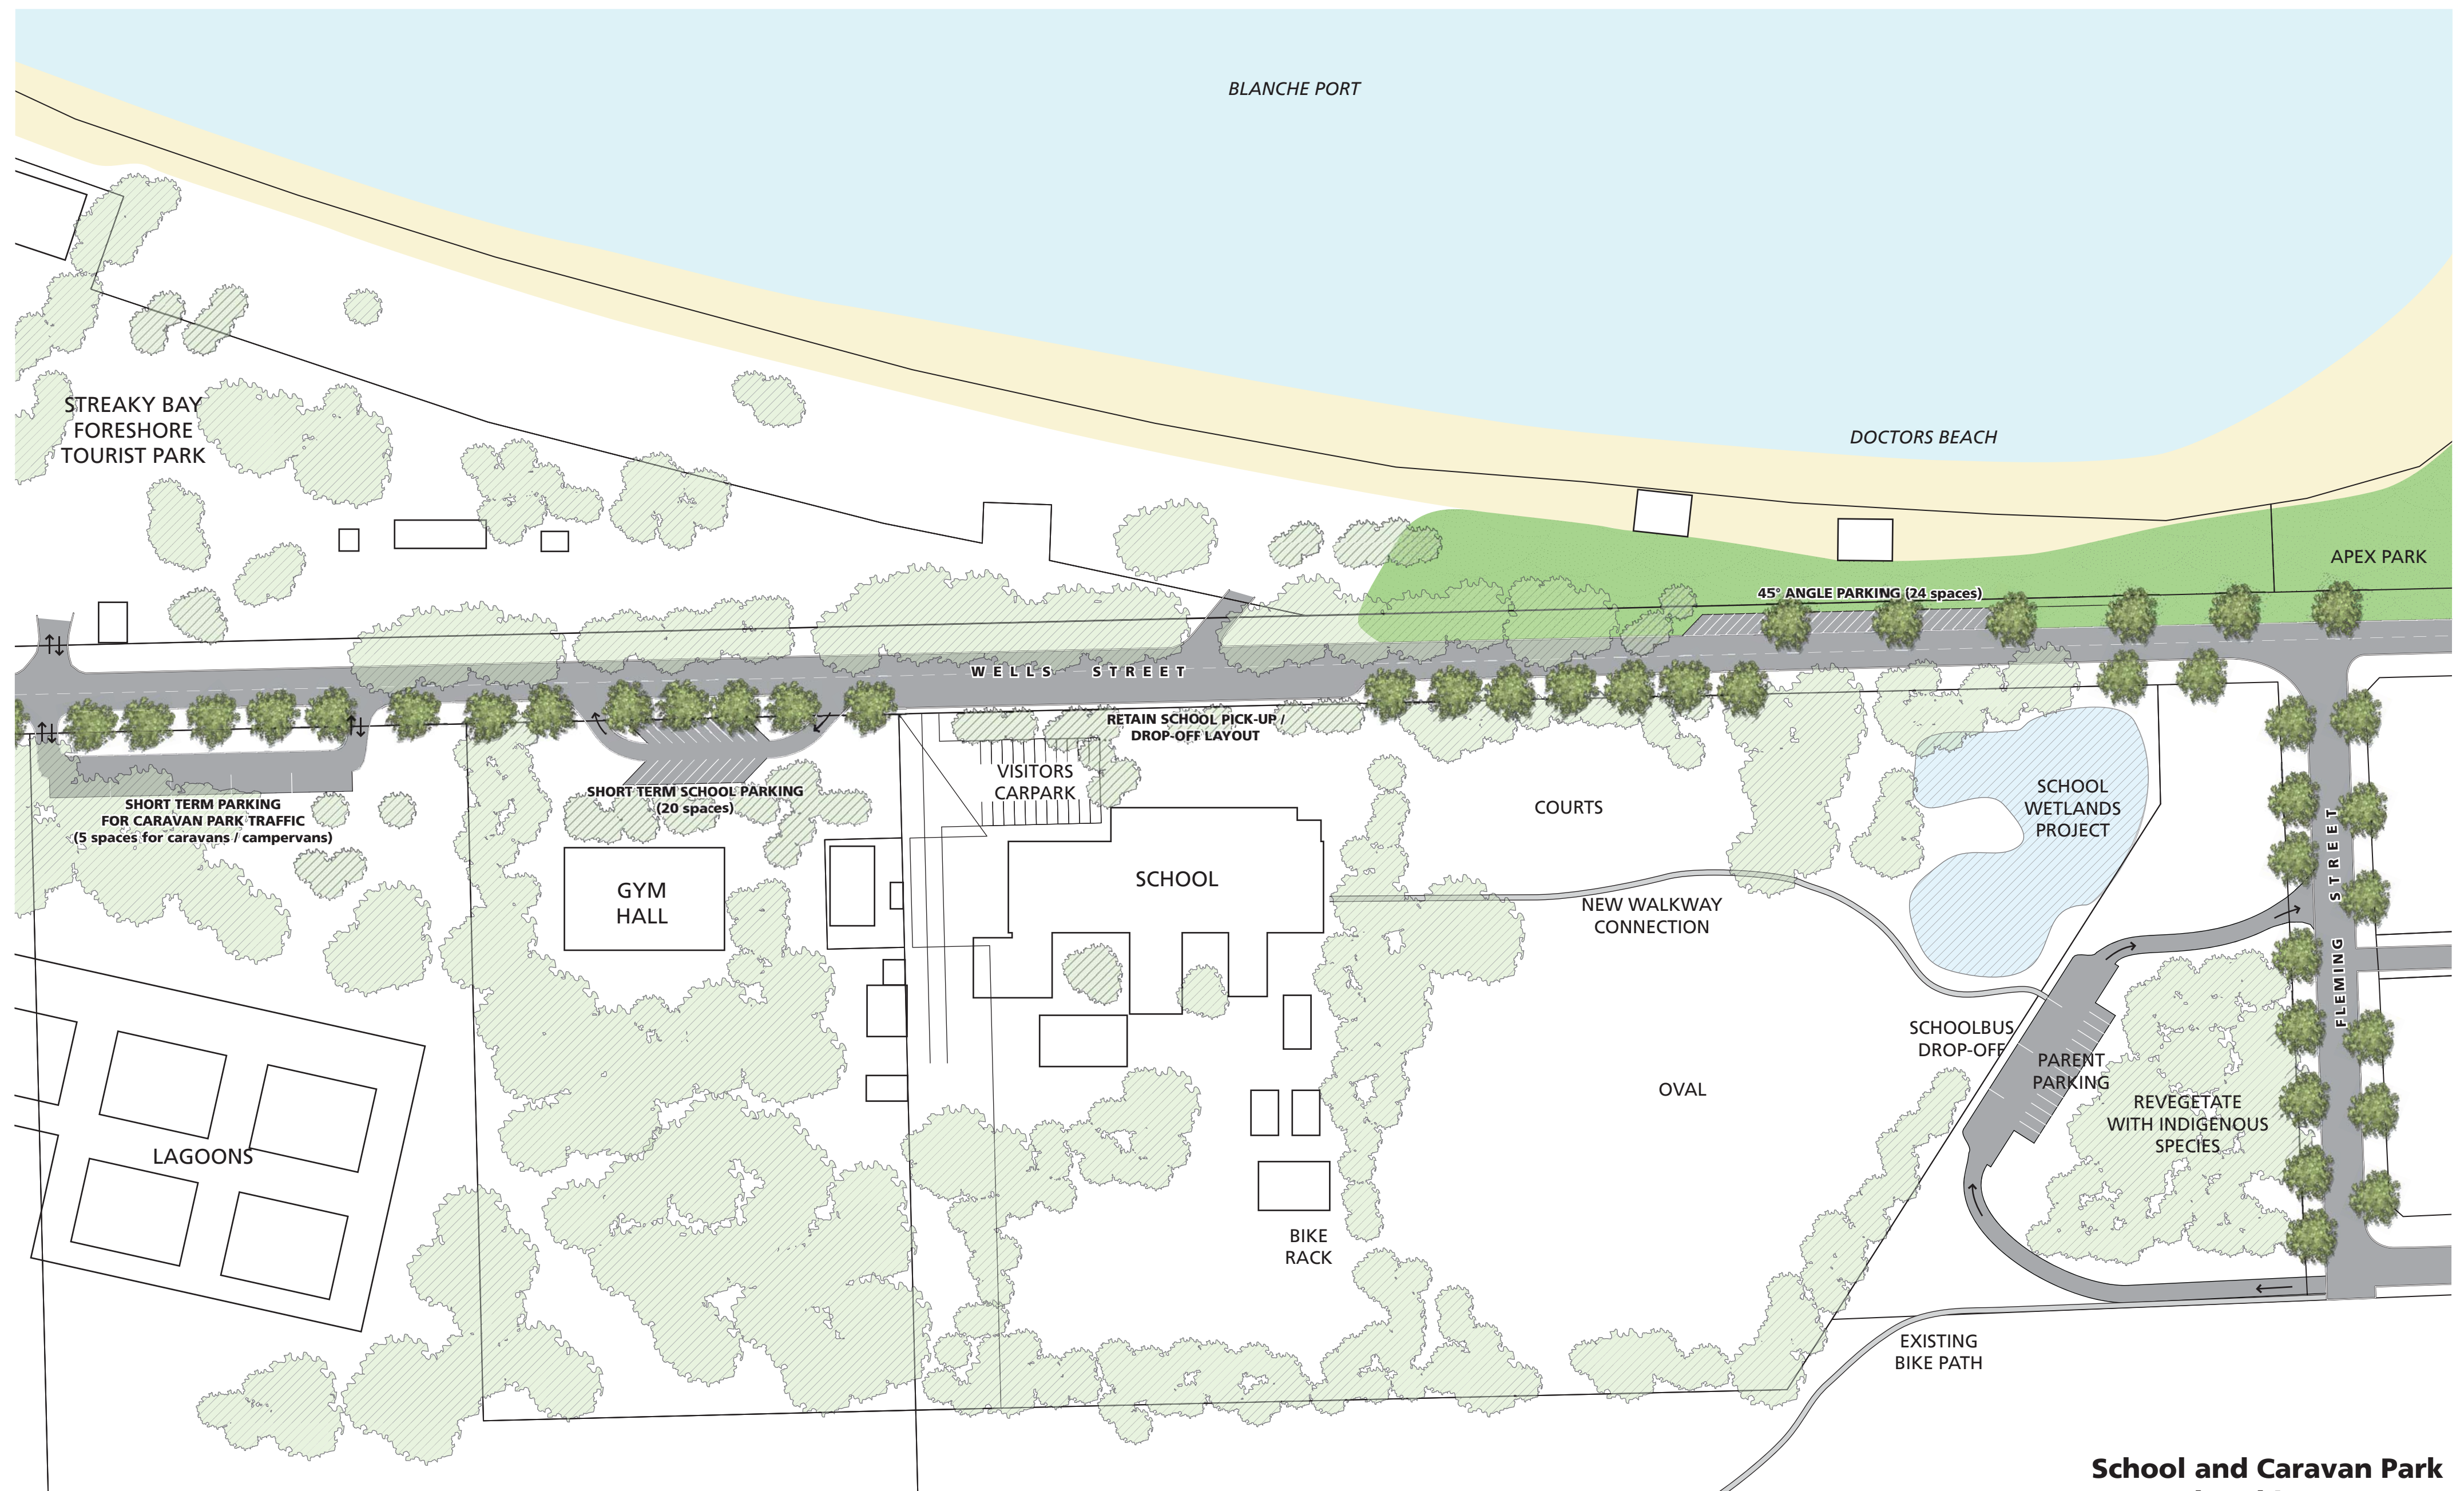 BLANCHE PORT
DOCTORS BEACH
STREAKY BAY
FORESHORE
TOURIST PARK
APEX PARK
45° ANGLE PARKING (24 spaces)
WELLS STREET
RETAIN SCHOOL PICK-UP /
DROP-OFF LAYOUT
VISITORS
CARPARK
SHORT TERM SCHOOL PARKING
(20 spaces)
SHORT TERM PARKING
FOR CARAVAN PARK TRAFFIC
(5 spaces for caravans / campervans)
COURTS
SCHOOL
WETLANDS
PROJECT
FLEMING STREET
GYM
HALL
SCHOOL
NEW WALKWAY
CONNECTION
SCHOOLBUS
DROP-OFF
PARENT
PARKING
OVAL
REVEGETATE
WITH INDIGENOUS
SPECIES
LAGOONS
BIKE
RACK
EXISTING
BIKE PATH
School and Caravan Park